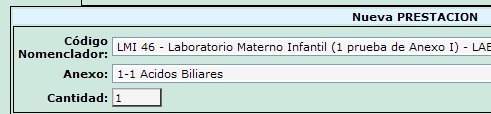 Nueva PRESTACION
Código Nomenclador: LMI 46 - Laboratorio Materno Infantil (1 prueba de Anexo I) - LAB
Anexo: 1-1 Acidos Biliares
Cantidad: 1